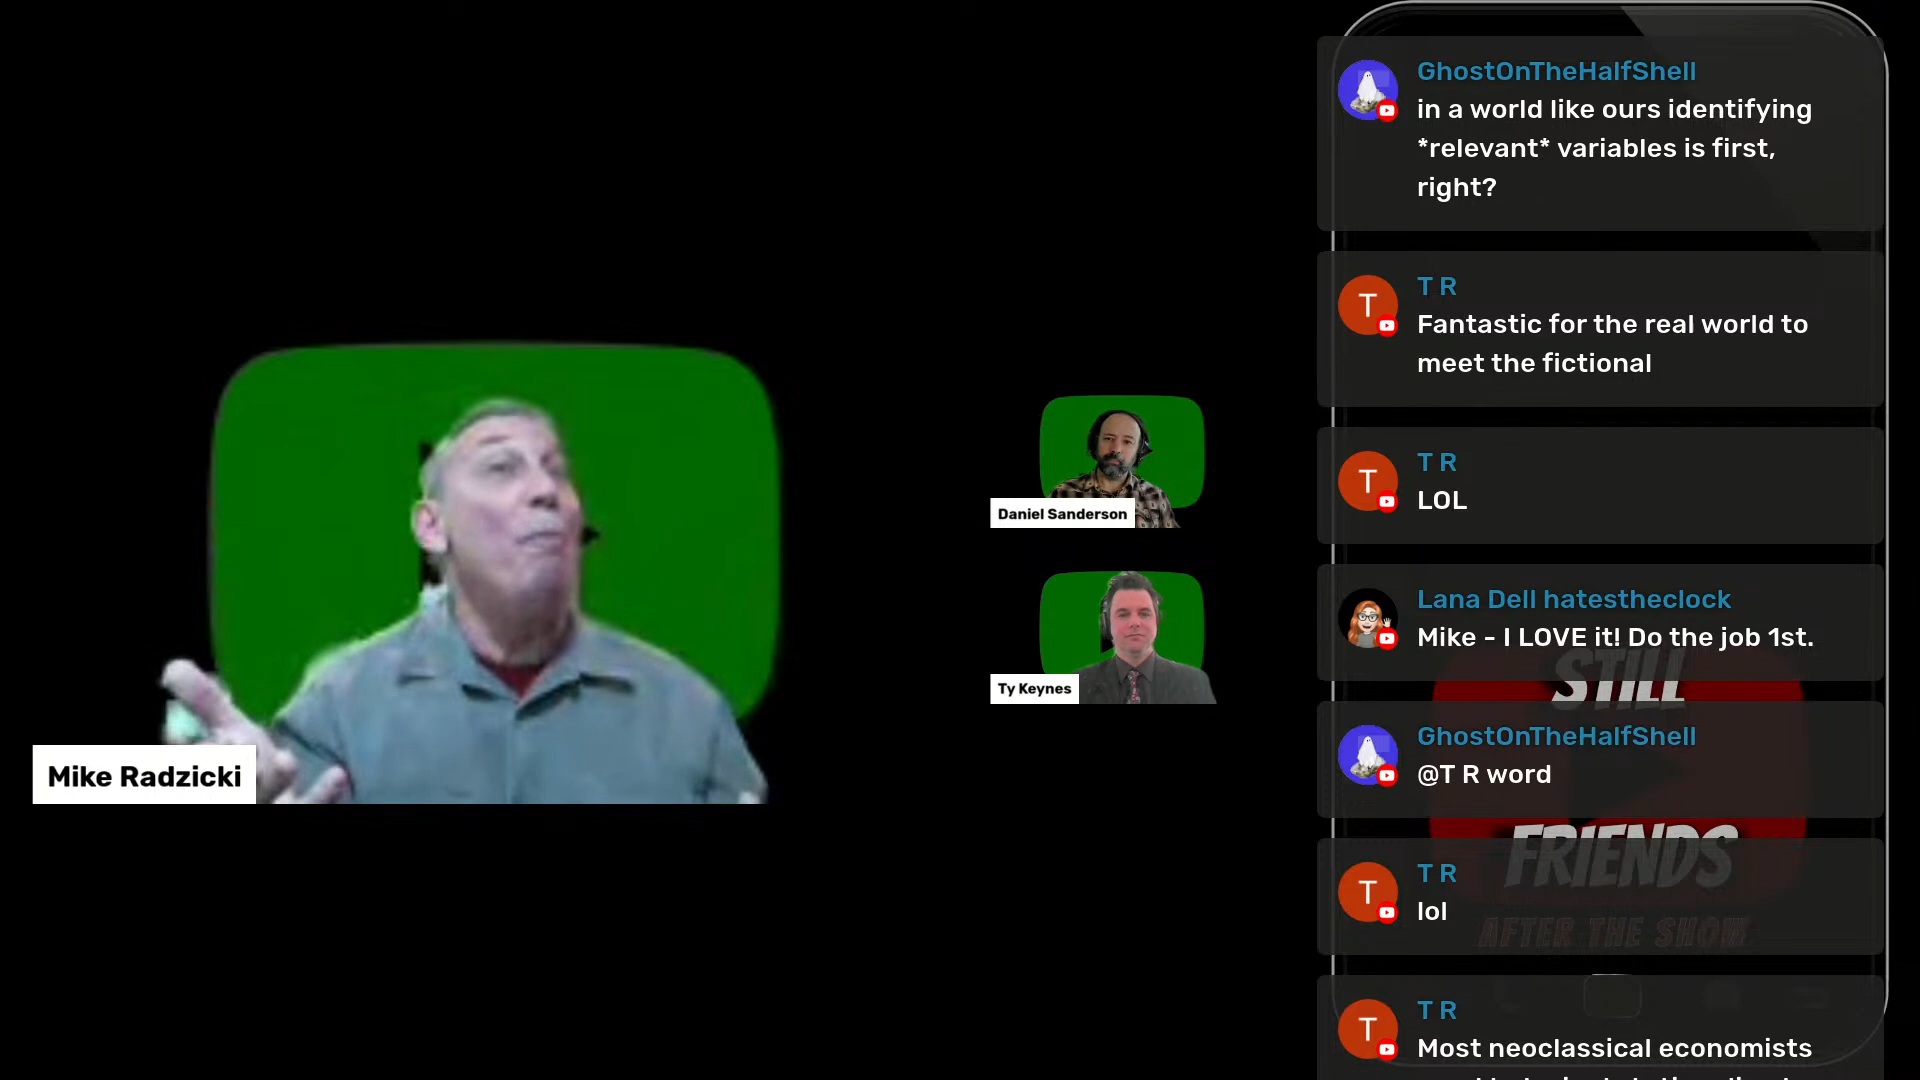 Mike Radzicki
Daniel Sanderson
Ty Keynes
GhostOnTheHalfShell
in a world like ours identifying
*relevant* variables is first,
right?
T
T R
Fantastic for the real world to
meet the fictional
T
T R
LOL
Lana Dell hatestheclock
Mike - I LOVE it! Do the job 1st.
STILL
GhostOnTheHalfShell
@T R word
FRIENDS
T
T R
lol
AFTER THE SHOW
T
T R
Most neoclassical economists